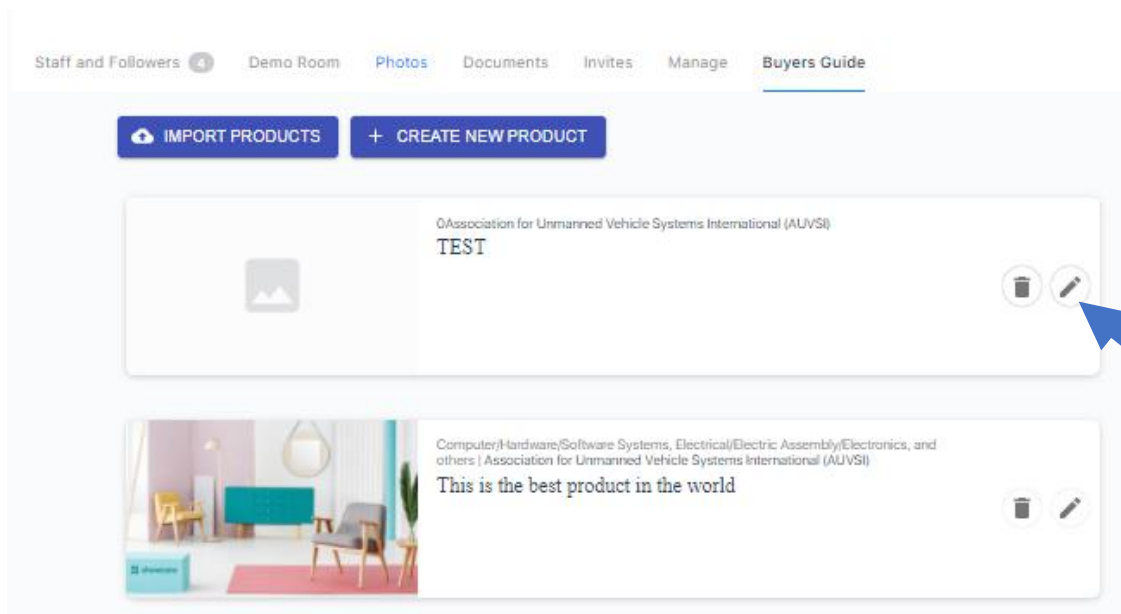 Staff and Followers 4 Demo Room Photos Documents Invites Manage Buyers Guide
IMPORT PRODUCTS + CREATE NEW PRODUCT
0Association for Unmanned Vehicle Systems International (AUVSI)
TEST
Computer/Hardware/Software Systems, Electrical/Electric Assembly/Electronics, and
others | Association for Unmanned Vehicle Systems International (AUVSI)
This is the best product in the world